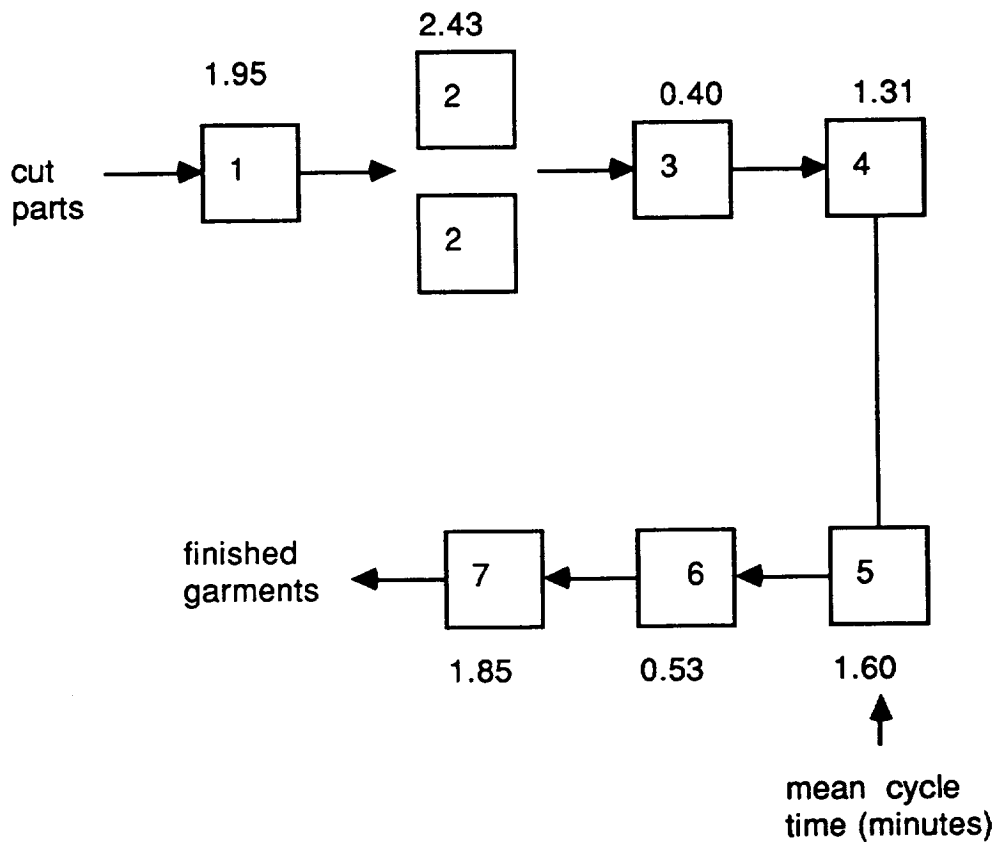 2.43
1.95
2
0.40
1.31
cut
parts
1
3
4
2
finished
garments
7
6
5
1.85
0.53
1.60
mean cycle
time (minutes)